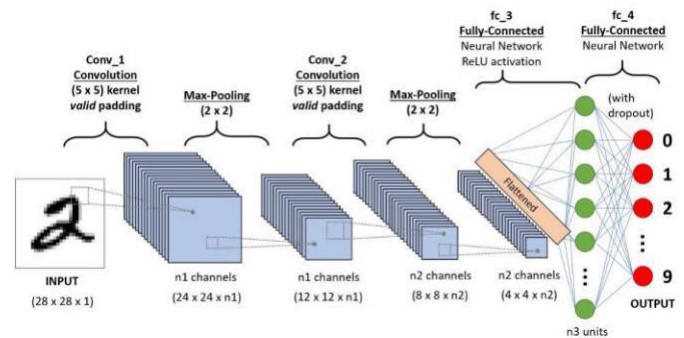 Conv_1
Convolution
(5 x 5) kernel
valid padding
Max-Pooling
(2 x 2)
Conv_2
Convolution
(5 x 5) kernel
valid padding
Max-Pooling
(2 x 2)
fc_3
Fully-Connected
Neural Network
ReLU activation
fc_4
Fully-Connected
Neural Network
(with
dropout)
2
Flattened
0
1
2
9
INPUT
(28 x 28 x 1)
n1 channels
(24 x 24 x n1)
n1 channels
(12 x 12 x n1)
n2 channels
(8 x 8 x n2)
n2 channels
(4 x 4 x n2)
n3 units
OUTPUT